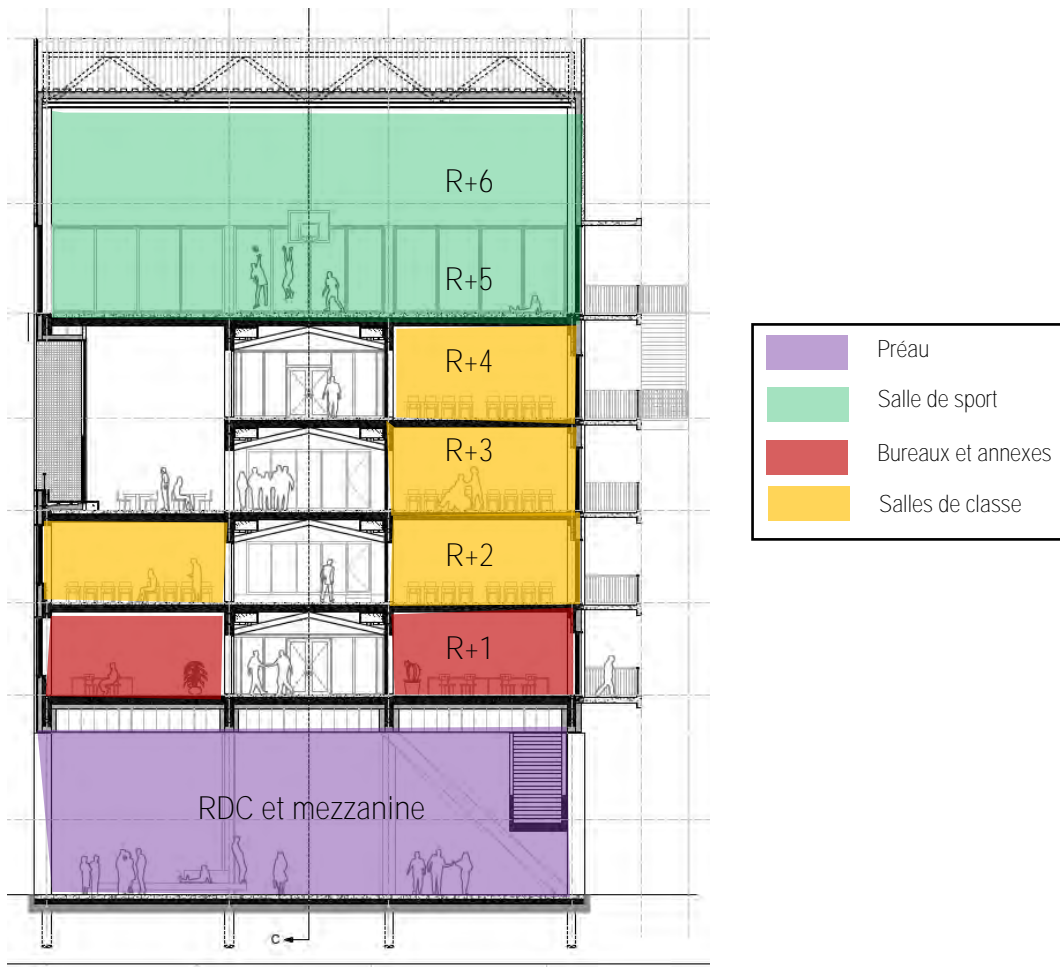 R+6
R+5
R+4
R+3
R+2
R+1
RDC et mezzanine
C
Préau
Salle de sport
Bureaux et annexes
Salles de classe